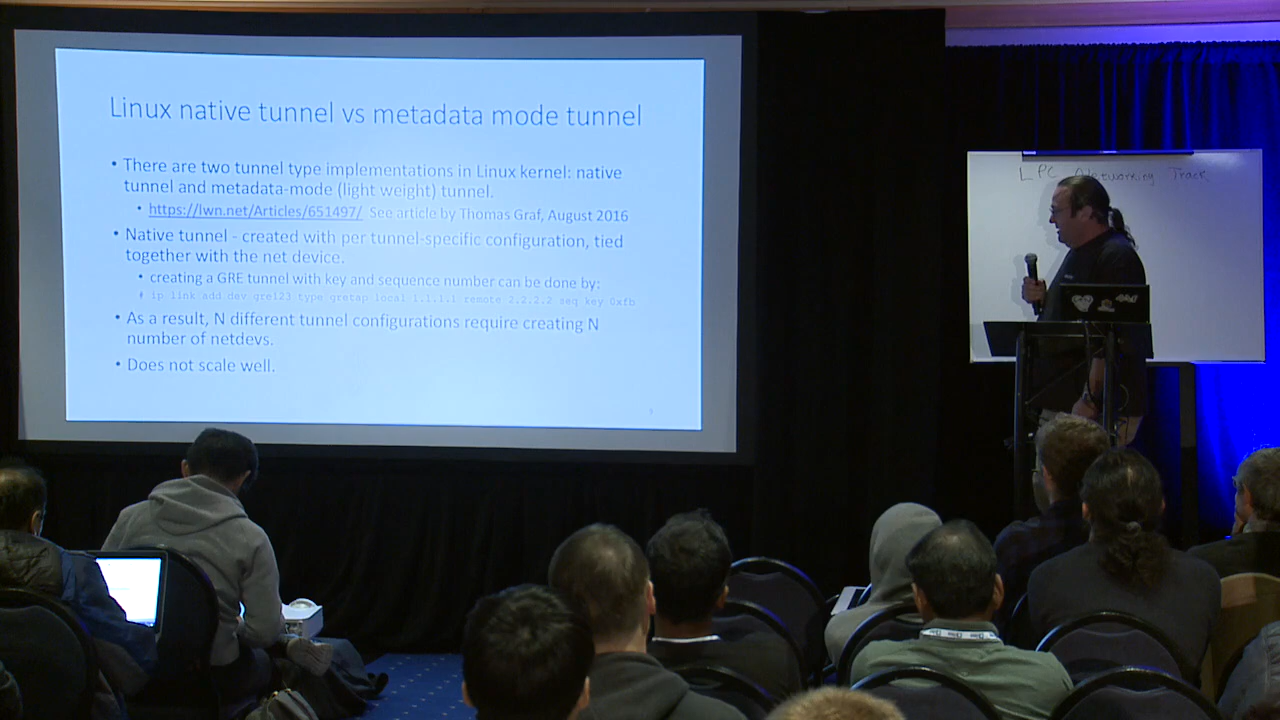 Linux native tunnel vs metadata mode tunnel
• There are two tunnel type implementations in Linux kernel: native
tunnel and metadata-mode (light weight) tunnel.
• https://lwn.net/Articles/651497/ See article by Thomas Graf, August 2016
• Native tunnel - created with per tunnel-specific configuration, tied
together with the net device.
• creating a GRE tunnel with key and sequence number can be done by:
# ip link add dev gre123 type gretap local 1.1.1.1 remote 2.2.2.2 seq key 0xfb
• As a result, N different tunnel configurations require creating N
number of netdevs.
• Does not scale well.
LPC Networking Track